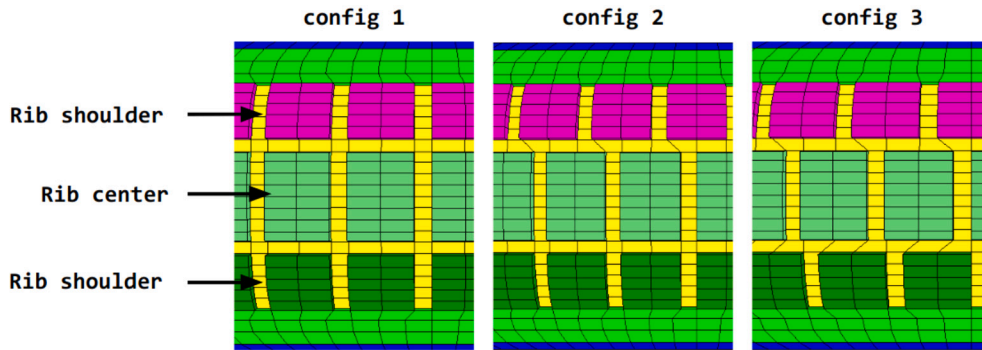 config 1
config 2
config 3
Rib shoulder
Rib center
Rib shoulder